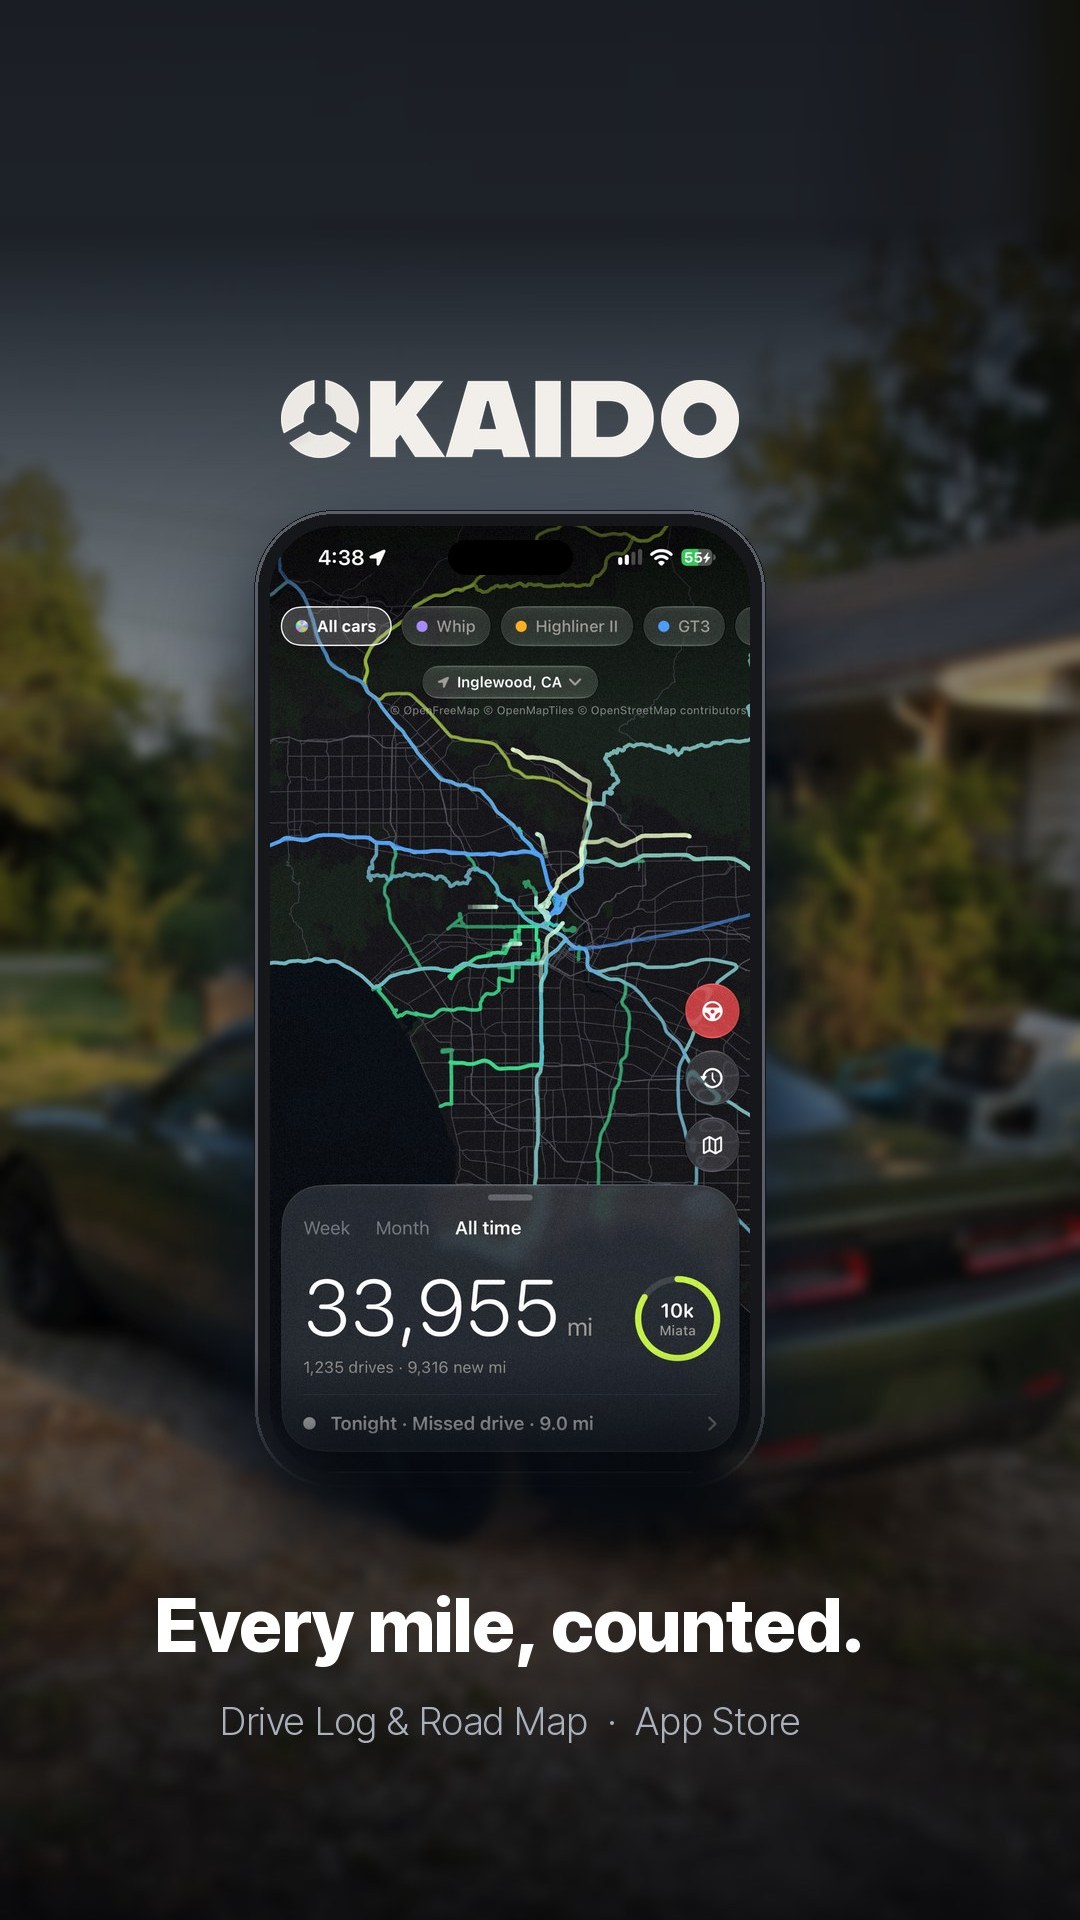 KAIDO
4:38
55
All cars
Whip
Highliner II
GT3
Inglewood, CA
© OpenFreeMap © OpenMapTiles © OpenStreetMap contributors
Week
Month
All time
33,955 mi
10k
Miata
1,235 drives · 9,316 new mi
Tonight · Missed drive · 9.0 mi
Every mile, counted.
Drive Log & Road Map · App Store